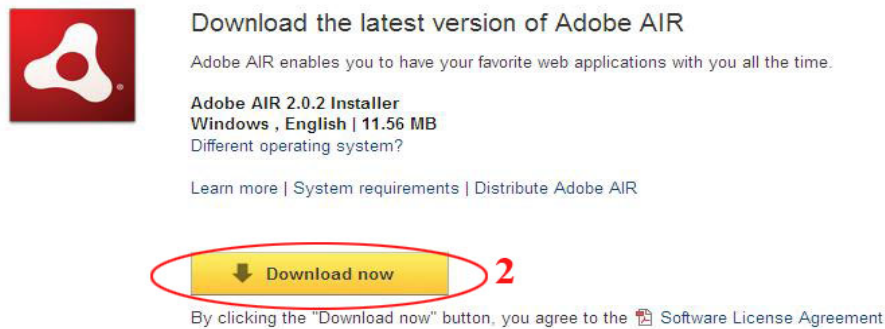 Download the latest version of Adobe AIR
Adobe AIR enables you to have your favorite web applications with you all the time.
Adobe AIR 2.0.2 Installer
Windows , English | 11.56 MB
Different operating system?
Learn more | System requirements | Distribute Adobe AIR
Download now 2
By clicking the "Download now" button, you agree to the Software License Agreement